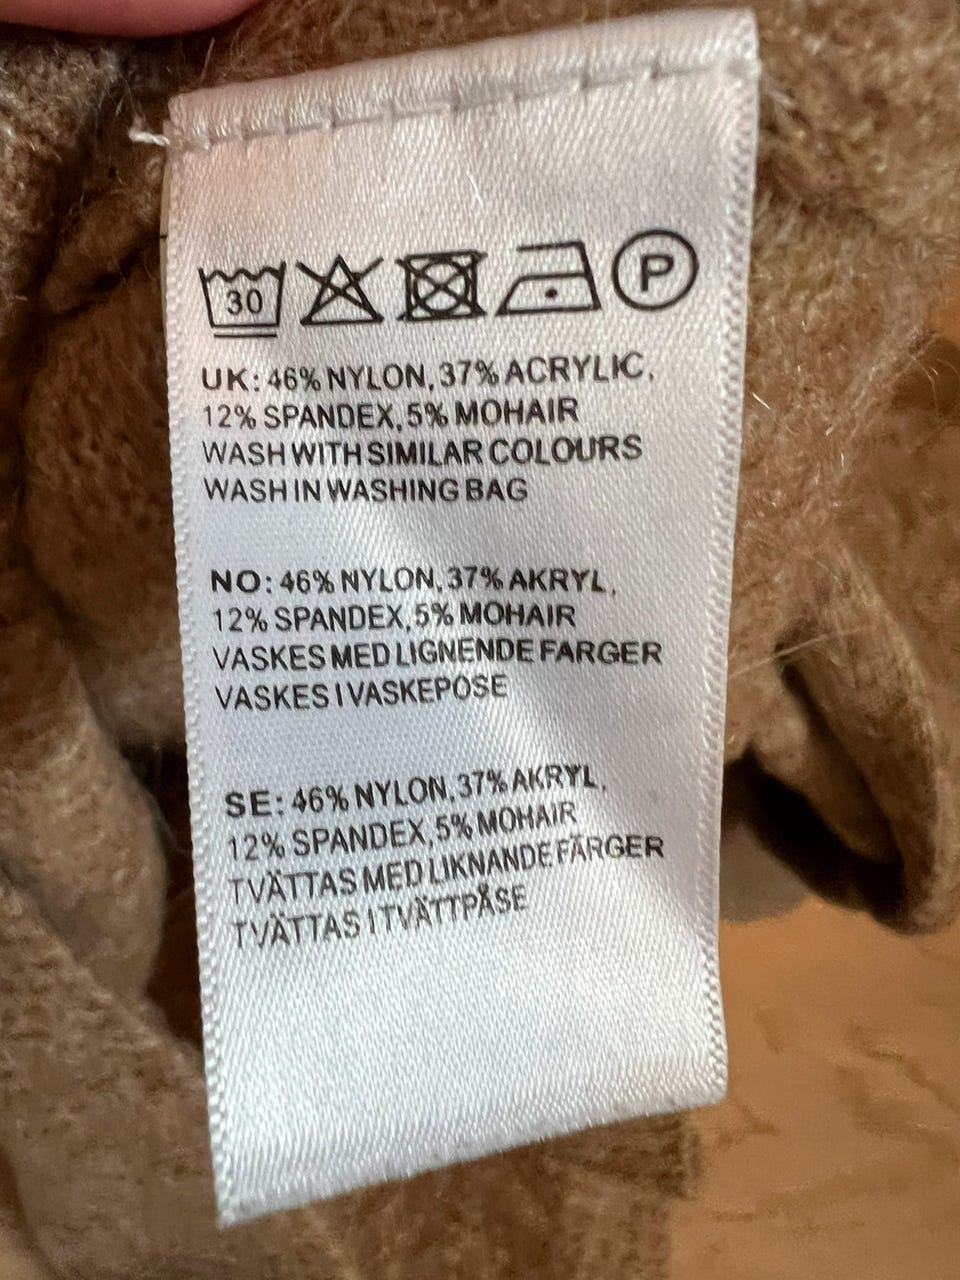 30 P
UK: 46% NYLON, 37% ACRYLIC,
12% SPANDEX, 5% MOHAIR
WASH WITH SIMILAR COLOURS
WASH IN WASHING BAG
NO: 46% NYLON, 37% AKRYL,
12% SPANDEX, 5% MOHAIR
VASKES MED LIGNENDE FARGER
VASKES I VASKEPOSE
SE: 46% NYLON, 37% AKRYL,
12% SPANDEX, 5% MOHAIR
TVÄTTAS MED LIKNANDE FÄRGER
TVÄTTAS I TVÄTTPÅSE